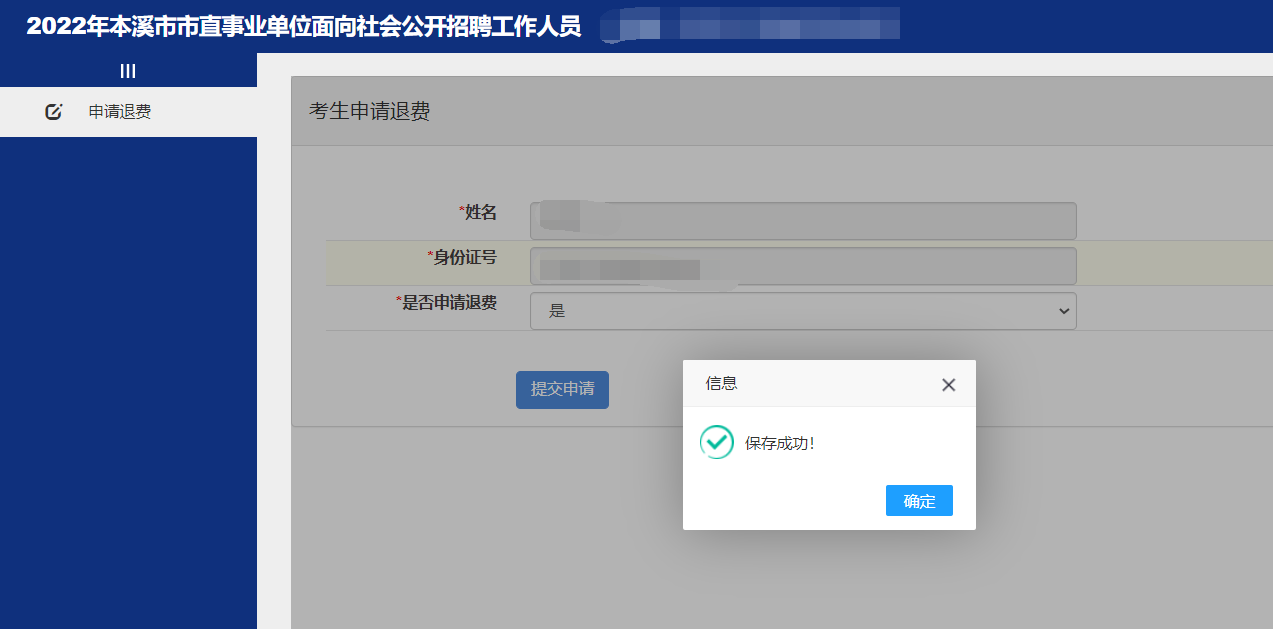 2022年本溪市市直事业单位面向社会公开招聘工作人员
申请退费
考生申请退费
*姓名
*身份证号
*是否申请退费
是
提交申请
信息
保存成功!
确定